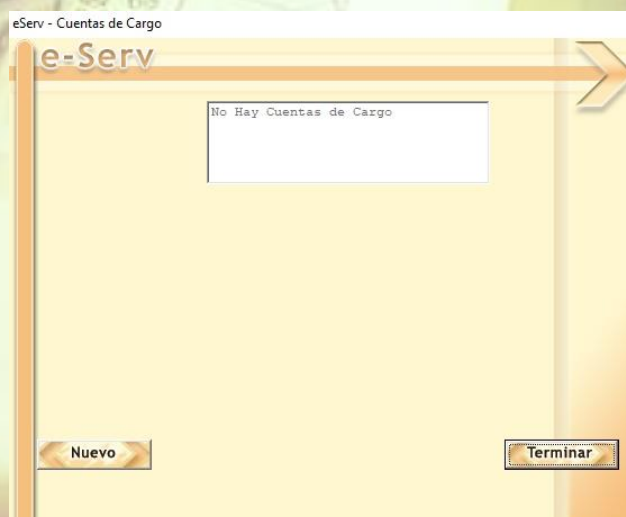 eServ - Cuentas de Cargo
e-Serv
No Hay Cuentas de Cargo
Nuevo
Terminar